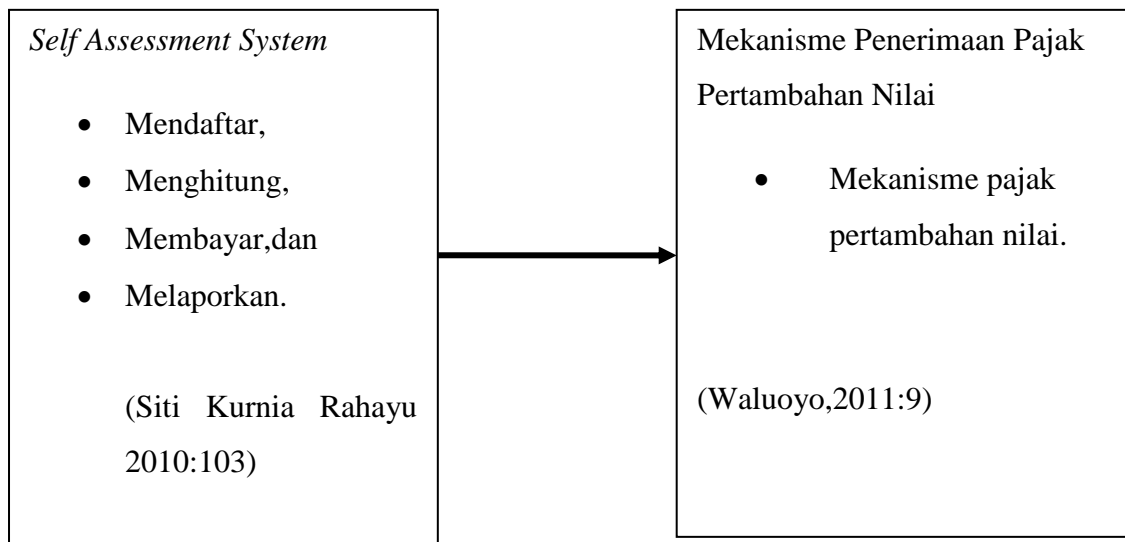 Self Assessment System
• Mendaftar,
• Menghitung,
• Membayar,dan
• Melaporkan.
(Siti Kurnia Rahayu
2010:103)
Mekanisme Penerimaan Pajak
Pertambahan Nilai
• Mekanisme pajak
pertambahan nilai.
(Waluoyo,2011:9)